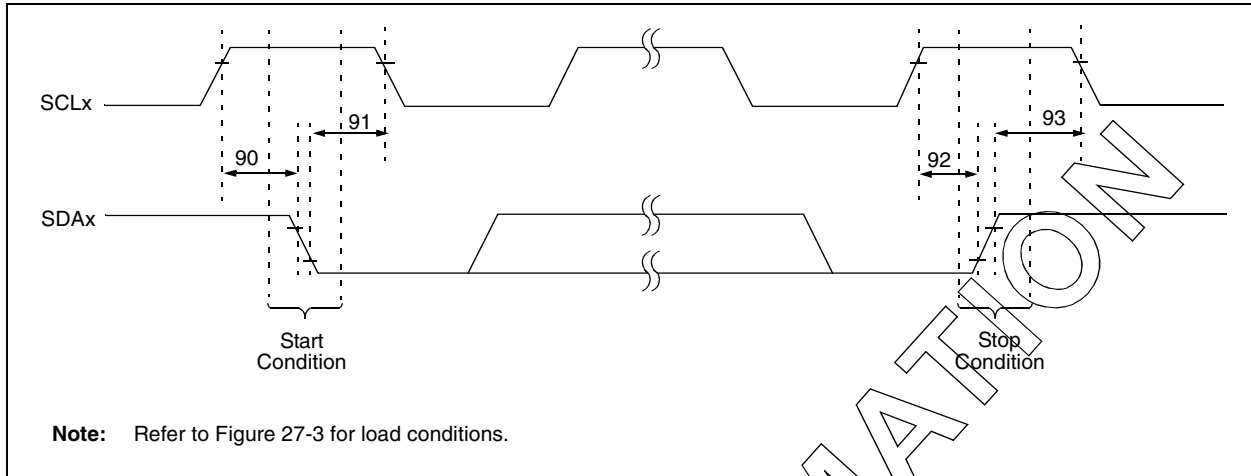 SCLx
91
93
90
92
SDAx
Start
Condition
Stop
Condition
Note: Refer to Figure 27-3 for load conditions.
MATION